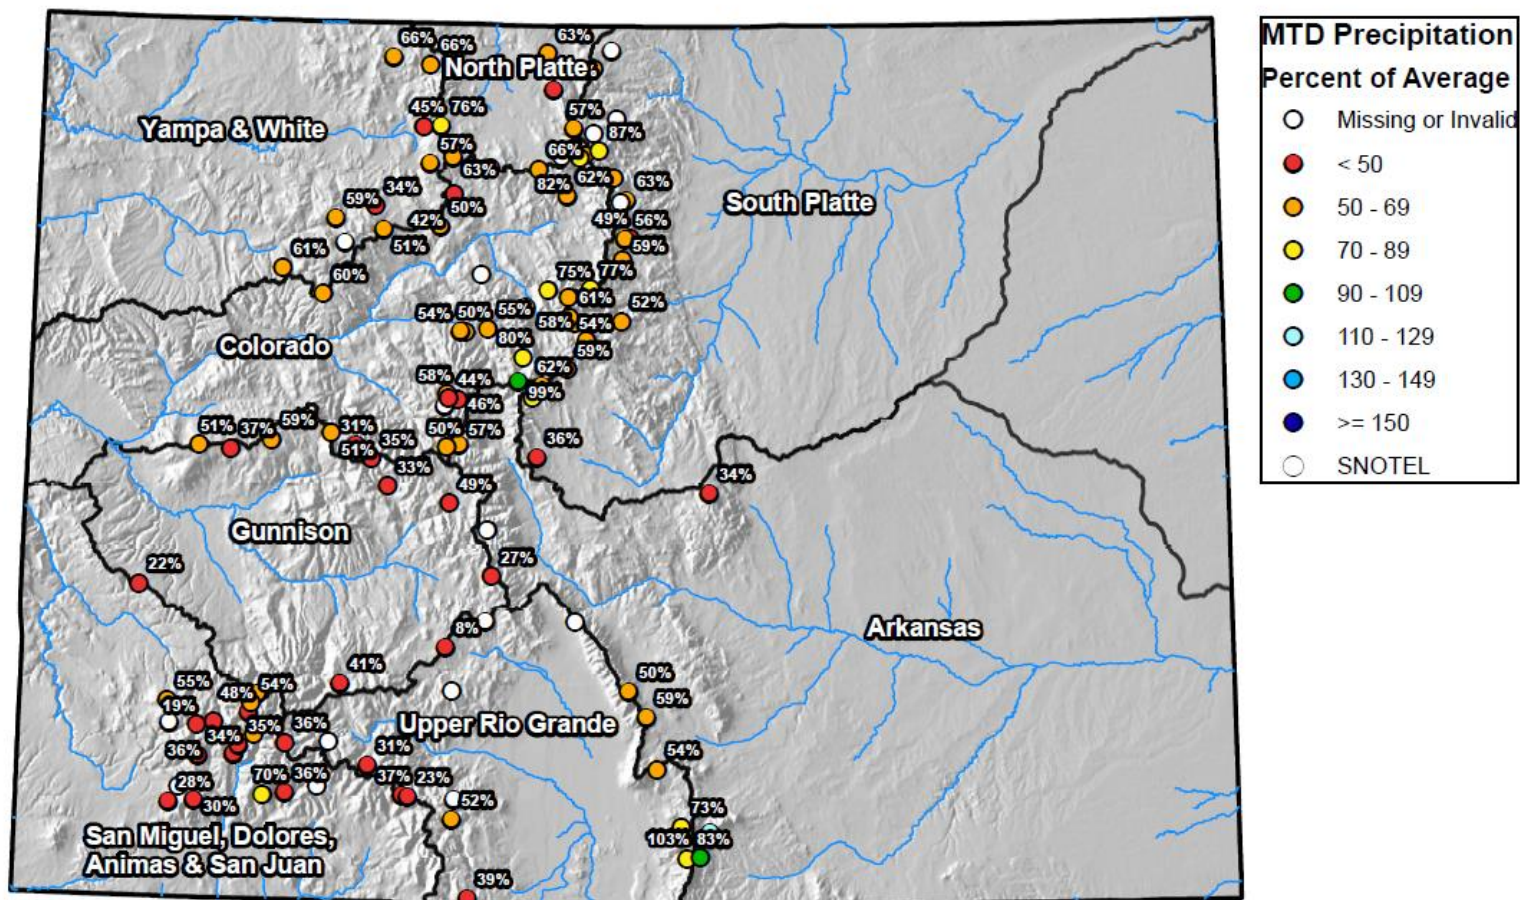 66% 66% 63%
North Platte
45% 76% 57% 87%
Yampa & White
57% 66%
63% 82% 62% 63%
59% 34% 50%
South Platte
42% 49% 56%
61% 51% 59%
60% 75% 77%
61% 52%
54% 50% 55% 58% 54%
80% 59%
Colorado
58% 44% 62%
46% 99%
51% 37% 59% 31% 50% 57%
51% 35% 36%
33% 49% 34%
Gunnison
22% 27%
8%
Arkansas
41%
55% 48% 54% 50%
19% 59%
34% 35% 36%
Upper Rio Grande
36% 31% 54%
28% 70% 36% 37% 23%
30% 52% 73%
San Miguel, Dolores,
Animas & San Juan
103% 83%
39%
MTD Precipitation
Percent of Average
Missing or Invalid
< 50
50 - 69
70 - 89
90 - 109
110 - 129
130 - 149
>= 150
SNOTEL